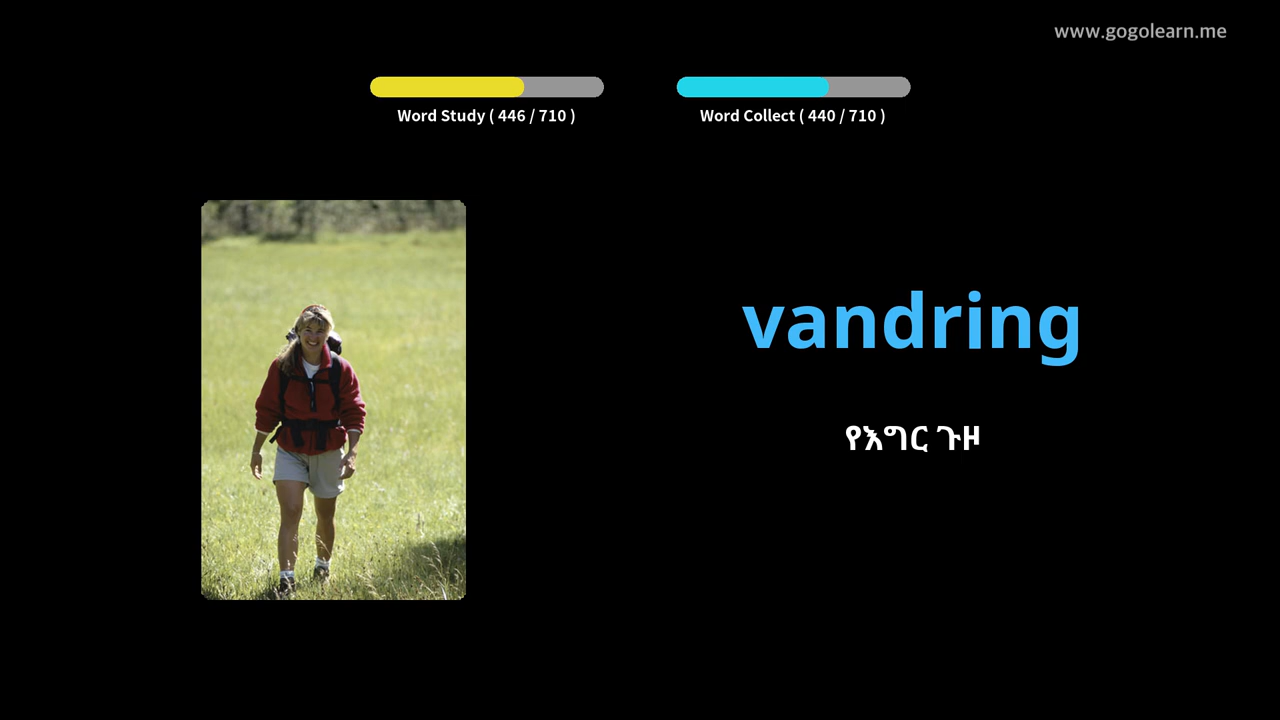 www.gogolearn.me
Word Study ( 446 / 710 )
Word Collect ( 440 / 710 )
vandring
የእግር ጉዞ